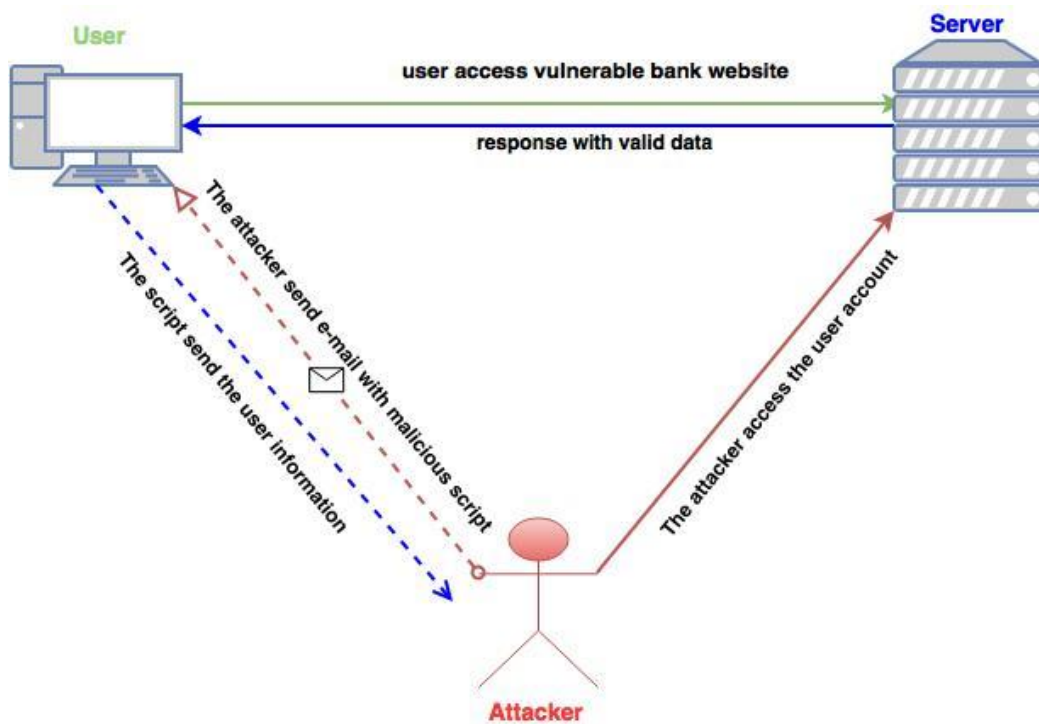 User
Server
user access vulnerable bank website
response with valid data
The attacker send e-mail with malicious script
The script send the user information
The attacker access the user account
Attacker